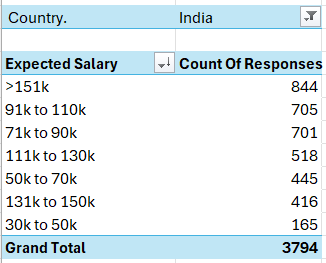 Country. India
Expected Salary Count Of Responses
>151k 844
91k to 110k 705
71k to 90k 701
111k to 130k 518
50k to 70k 445
131k to 150k 416
30k to 50k 165
Grand Total 3794